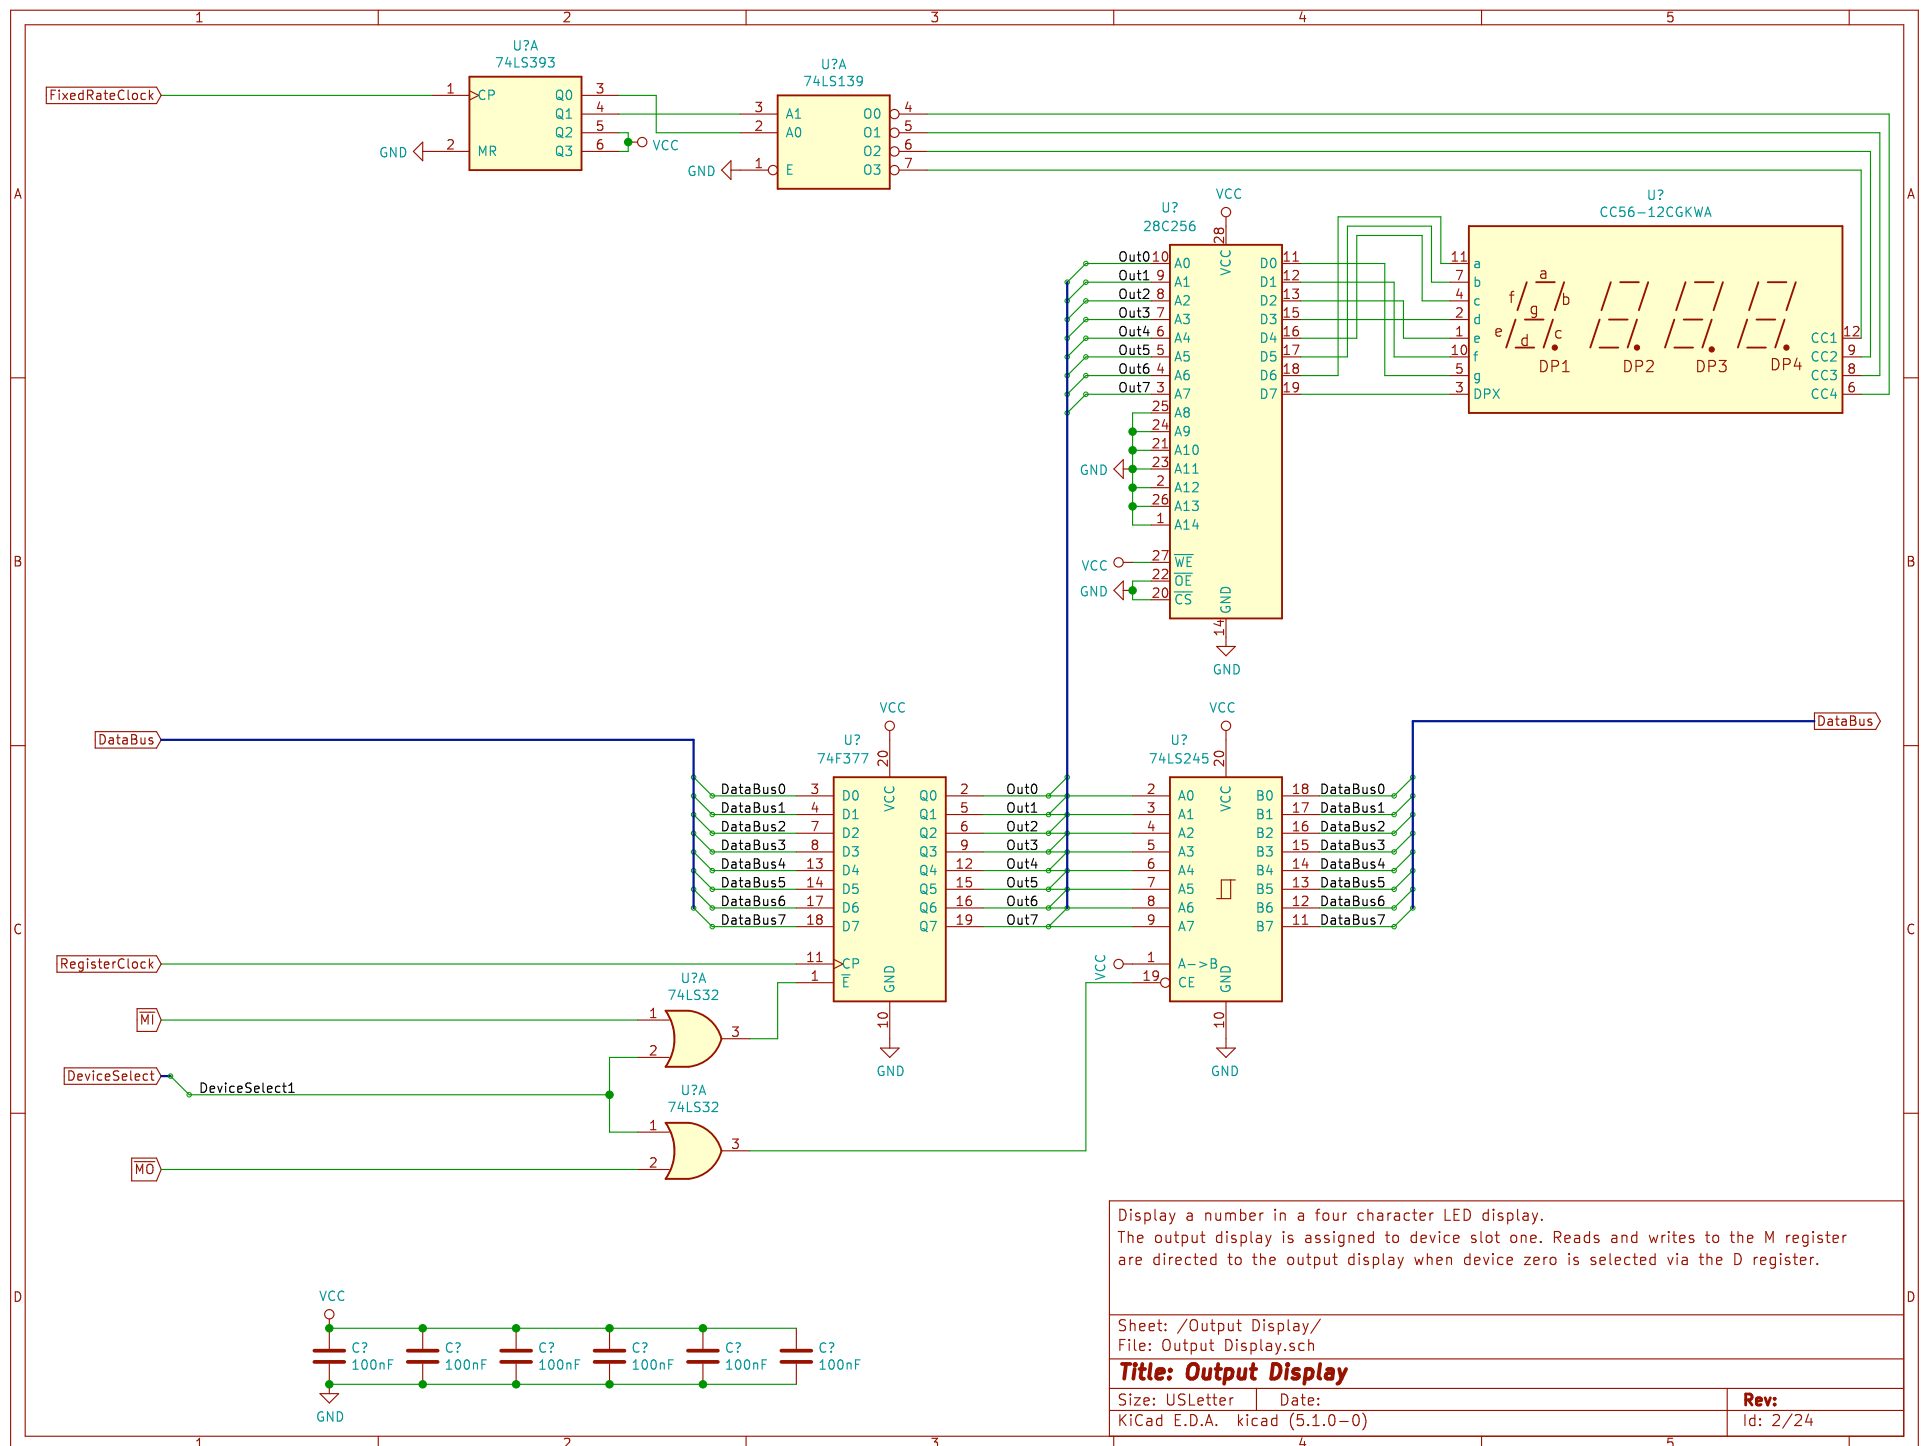 1 2 3 4 5
A
B
C
D
A
B
C
D
FixedRateClock
U?A
74LS393
1 CP Q0 3
Q1 4
Q2 5
GND 2 MR Q3 6
VCC
U?A
74LS139
3 A1 O0 4
2 A0 O1 5
O2 6
GND 1 E O3 7
VCC
U?
28C256
28
VCC
Out0 10 A0 D0 11
Out1 9 A1 D1 12
Out2 8 A2 D2 13
Out3 7 A3 D3 15
Out4 6 A4 D4 16
Out5 5 A5 D5 17
Out6 4 A6 D6 18
Out7 3 A7 D7 19
25 A8
24 A9
21 A10
GND 23 A11
2 A12
26 A13
1 A14
VCC 27 WE
22 OE
GND 20 CS
GND
14
GND
U?
CC56-12CGKWA
11 a
7 b
4 c
2 d
1 e
10 f
5 g
3 DPX
a
f b
g
e c
d
DP1 DP2 DP3 DP4
CC1 12
CC2 9
CC3 8
CC4 6
DataBus
VCC
U?
74F377
20
VCC
DataBus0 3 D0 Q0 2 Out0
DataBus1 4 D1 Q1 5 Out1
DataBus2 7 D2 Q2 6 Out2
DataBus3 8 D3 Q3 9 Out3
DataBus4 13 D4 Q4 12 Out4
DataBus5 14 D5 Q5 15 Out5
DataBus6 17 D6 Q6 16 Out6
DataBus7 18 D7 Q7 19 Out7
RegisterClock 11 CP
1 E
GND
10
GND
VCC
U?
74LS245
20
VCC
2 A0 B0 18 DataBus0
3 A1 B1 17 DataBus1
4 A2 B2 16 DataBus2
5 A3 B3 15 DataBus3
6 A4 B4 14 DataBus4
7 A5 B5 13 DataBus5
8 A6 B6 12 DataBus6
9 A7 B7 11 DataBus7
VCC 1 A->B
19 CE
GND
10
GND
DataBus
U?A
74LS32
MI 1
2 3
DeviceSelect
DeviceSelect1
U?A
74LS32
1
3
MO 2
VCC
C? C? C? C? C? C?
100nF 100nF 100nF 100nF 100nF 100nF
GND
Display a number in a four character LED display.
The output display is assigned to device slot one. Reads and writes to the M register
are directed to the output display when device zero is selected via the D register.
Sheet: /Output Display/
File: Output Display.sch
Title: Output Display
Size: USLetter Date: Rev:
KiCad E.D.A. kicad (5.1.0-0) Id: 2/24
1 2 3 4 5